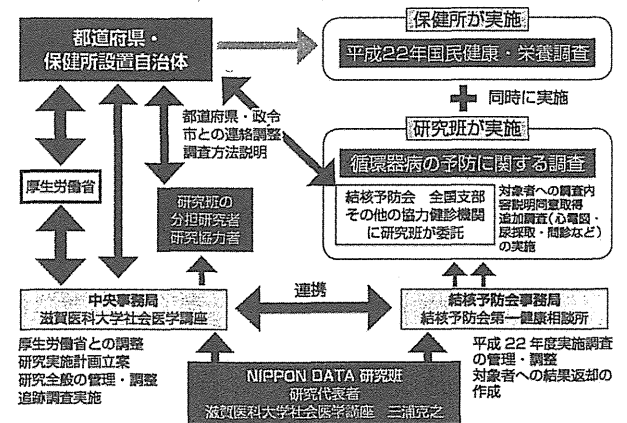 都道府県・
保健所設置自治体
保健所が実施
平成22年国民健康・栄養調査
同時に実施
都道府県・政令
市との連絡調整
調査方法説明
研究班が実施
循環器病の予防に関する調査
結核予防会 全国支部
その他の協力健診機関
に研究班が委託
対象者への調査内
容説明同意取得
追加調査(心電図・
尿採取・問診など)
の実施
厚生労働省
研究班の
分担研究者
研究協力者
中央事務局
滋賀医科大学社会医学講座
連携
結核予防会事務局
結核予防会第一健康相談所
厚生労働省との調整
研究実施計画立案
研究全般の管理・調整
追跡調査実施
平成 22 年度実施調査
の管理・調整
対象者への結果返却の
作成
NIPPON DATA 研究班
研究代表者
滋賀医科大学社会医学講座 三浦克之